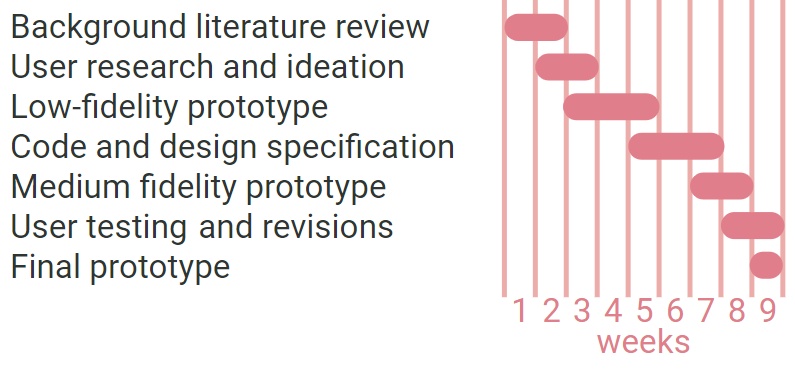 Background literature review
User research and ideation
Low-fidelity prototype
Code and design specification
Medium fidelity prototype
User testing and revisions
Final prototype
1 2 3 4 5 6 7 8 9
weeks